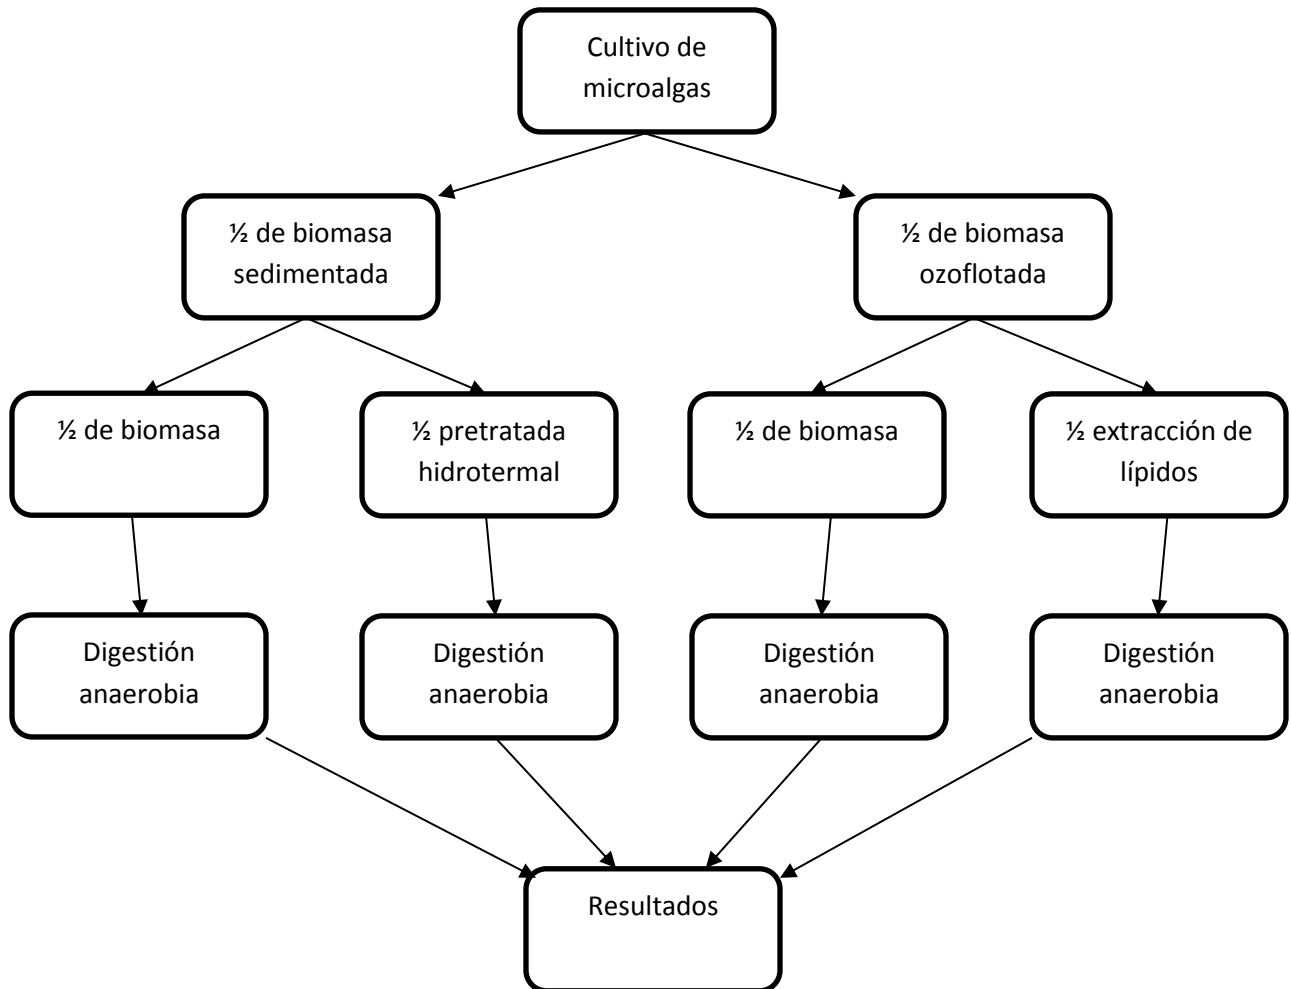 Cultivo de
microalgas
½ de biomasa
sedimentada
½ de biomasa
ozoflotada
½ de biomasa
½ pretratada
hidrotermal
½ de biomasa
½ extracción de
lípidos
Digestión
anaerobia
Digestión
anaerobia
Digestión
anaerobia
Digestión
anaerobia
Resultados